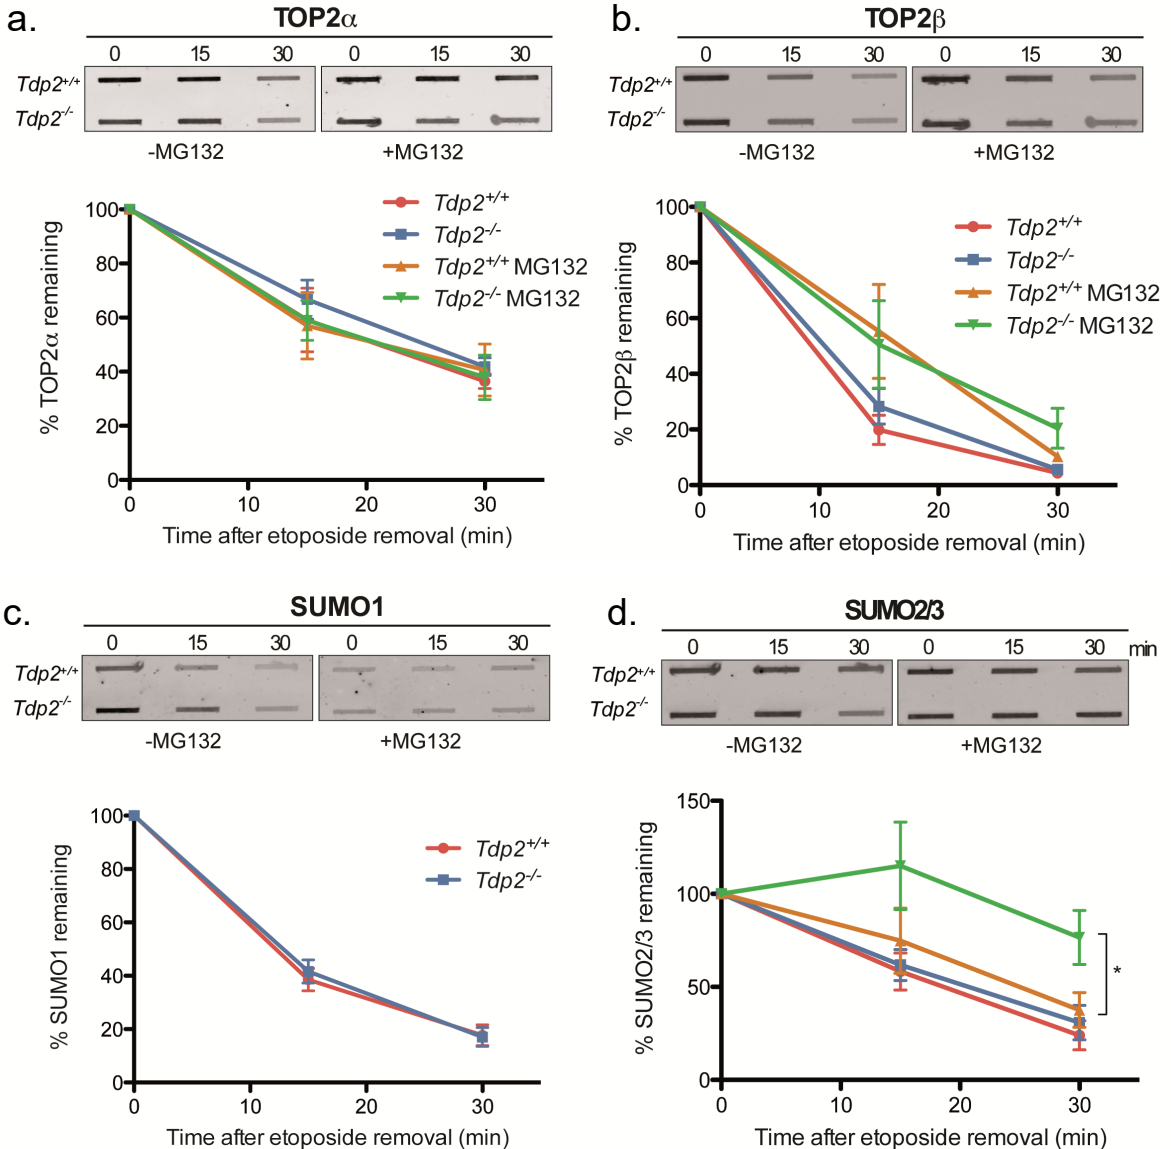 a.
TOP2α
0 15 30 0 15 30
Tdp2+/+
Tdp2-/-
-MG132 +MG132
100
80
60
40
20
0
% TOP2α remaining
Tdp2+/+
Tdp2-/-
Tdp2+/+ MG132
Tdp2-/- MG132
0 10 20 30
Time after etoposide removal (min)
b.
TOP2β
0 15 30 0 15 30
Tdp2+/+
Tdp2-/-
-MG132 +MG132
100
80
60
40
20
0
% TOP2β remaining
Tdp2+/+
Tdp2-/-
Tdp2+/+ MG132
Tdp2-/- MG132
0 10 20 30
Time after etoposide removal (min)
c.
SUMO1
0 15 30 0 15 30
Tdp2+/+
Tdp2-/-
-MG132 +MG132
100
80
60
40
20
0
% SUMO1 remaining
Tdp2+/+
Tdp2-/-
0 10 20 30
Time after etoposide removal (min)
d.
SUMO2/3
0 15 30 0 15 30 min
Tdp2+/+
Tdp2-/-
-MG132 +MG132
150
100
50
0
% SUMO2/3 remaining
*
0 10 20 30
Time after etoposide removal (min)